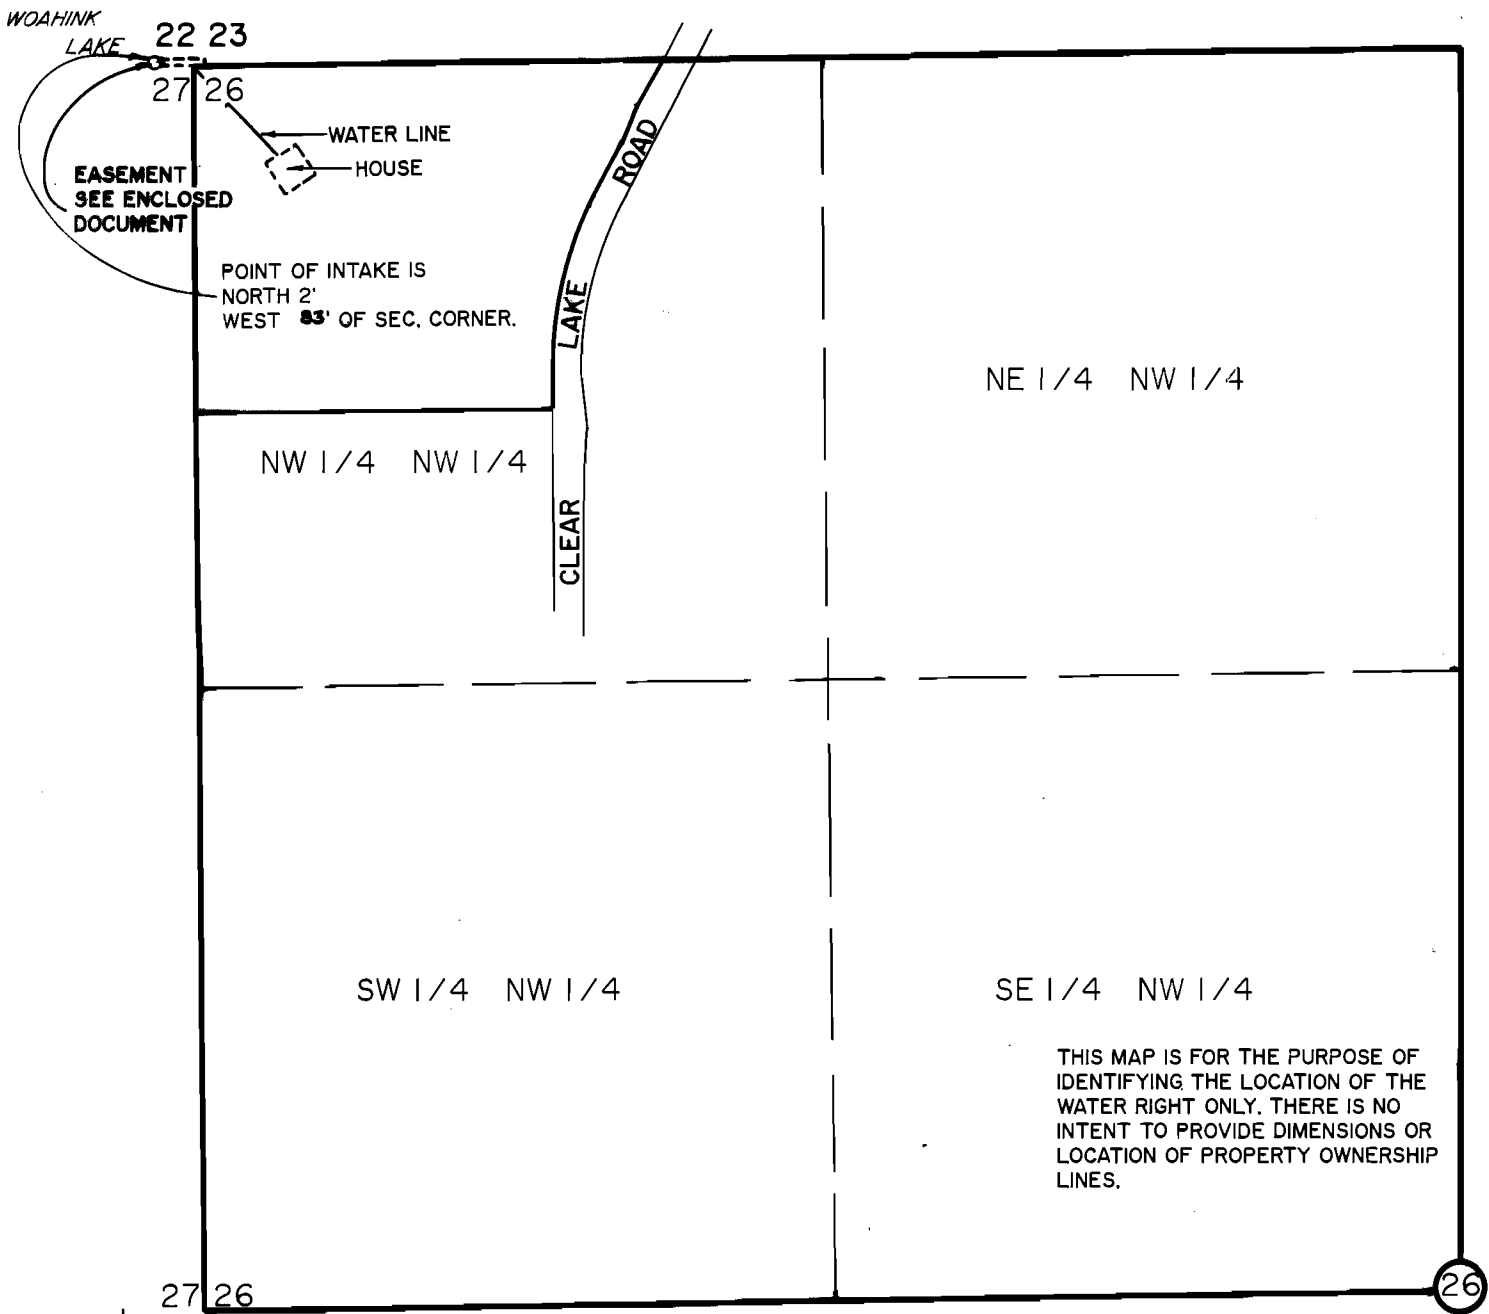 WOAHINK
LAKE
22 23
27 26
WATER LINE
HOUSE
EASEMENT
SEE ENCLOSED
DOCUMENT
POINT OF INTAKE IS
NORTH 2'
WEST 83' OF SEC. CORNER.
CLEAR LAKE ROAD
NE 1/4 NW 1/4
NW 1/4 NW 1/4
SW 1/4 NW 1/4
SE 1/4 NW 1/4
THIS MAP IS FOR THE PURPOSE OF
IDENTIFYING THE LOCATION OF THE
WATER RIGHT ONLY. THERE IS NO
INTENT TO PROVIDE DIMENSIONS OR
LOCATION OF PROPERTY OWNERSHIP
LINES.
27 26
26